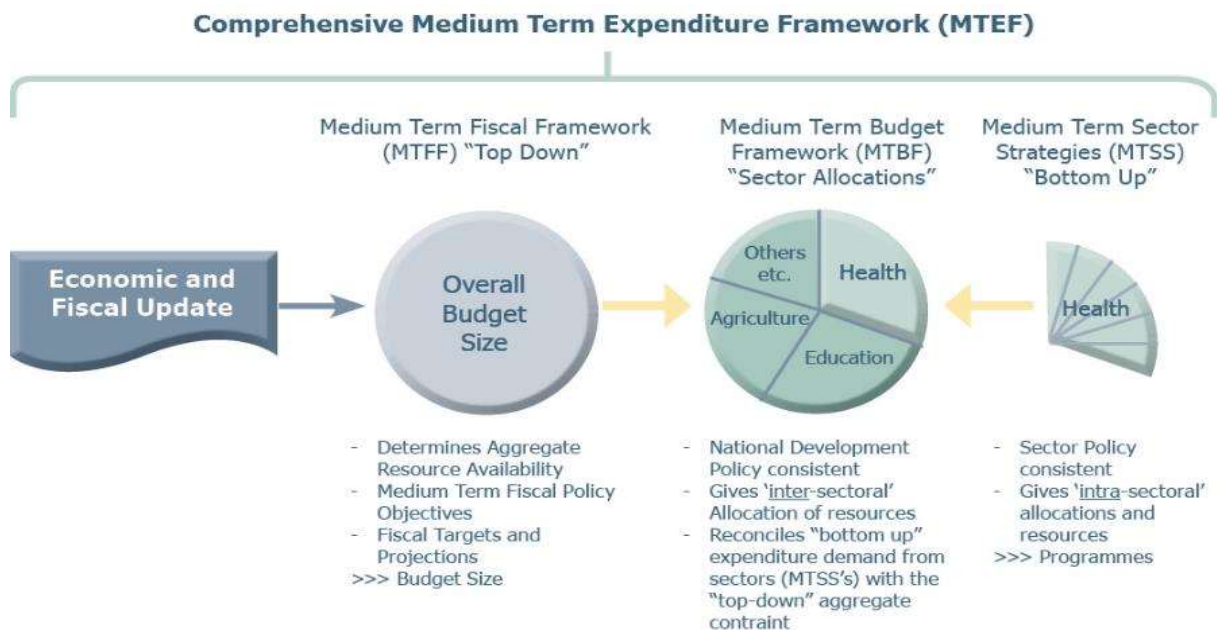 Comprehensive Medium Term Expenditure Framework (MTEF)
Medium Term Fiscal Framework
(MTFF) “Top Down”
Medium Term Budget
Framework (MTBF)
“Sector Allocations”
Medium Term Sector
Strategies (MTSS)
“Bottom Up”
Economic and
Fiscal Update
Overall
Budget
Size
Others
etc.
Health
Agriculture
Education
Health
- Determines Aggregate
Resource Availability
- Medium Term Fiscal Policy
Objectives
- Fiscal Targets and
Projections
>>> Budget Size
- National Development
Policy consistent
- Gives ‘inter-sectoral’
Allocation of resources
- Reconciles “bottom up”
expenditure demand from
sectors (MTSS’s) with the
“top-down” aggregate
contraint
- Sector Policy
consistent
- Gives ‘intra-sectoral’
allocations and
resources
>>> Programmes